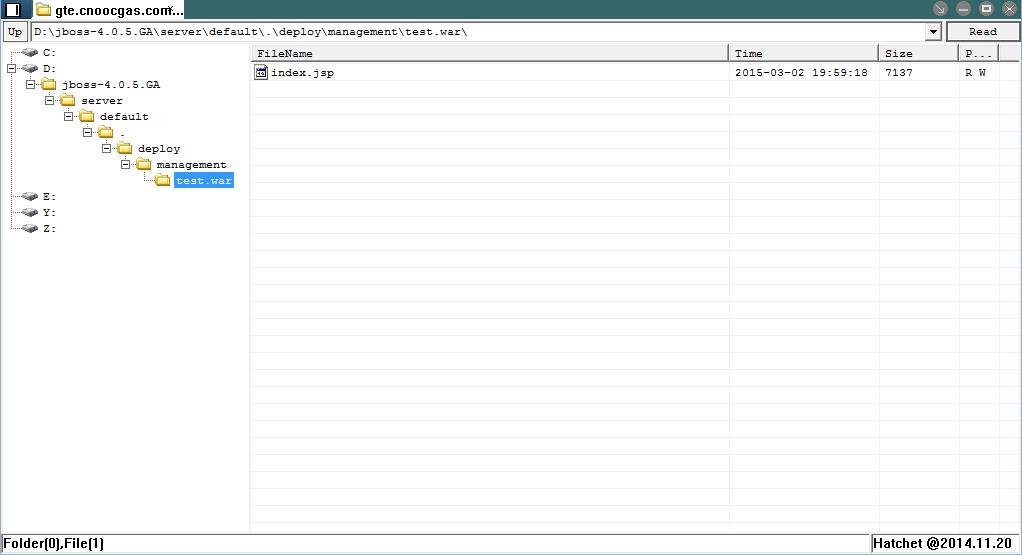 gte.cnoocgas.com...
Up D:\jboss-4.0.5.GA\server\default\.\deploy\management\test.war\ Read
C:
D:
jboss-4.0.5.GA
server
default
.
deploy
management
test.war
E:
Y:
Z:
FileName Time Size P...
index.jsp 2015-03-02 19:59:18 7137 R W
Folder(0),File(1) Hatchet @2014.11.20